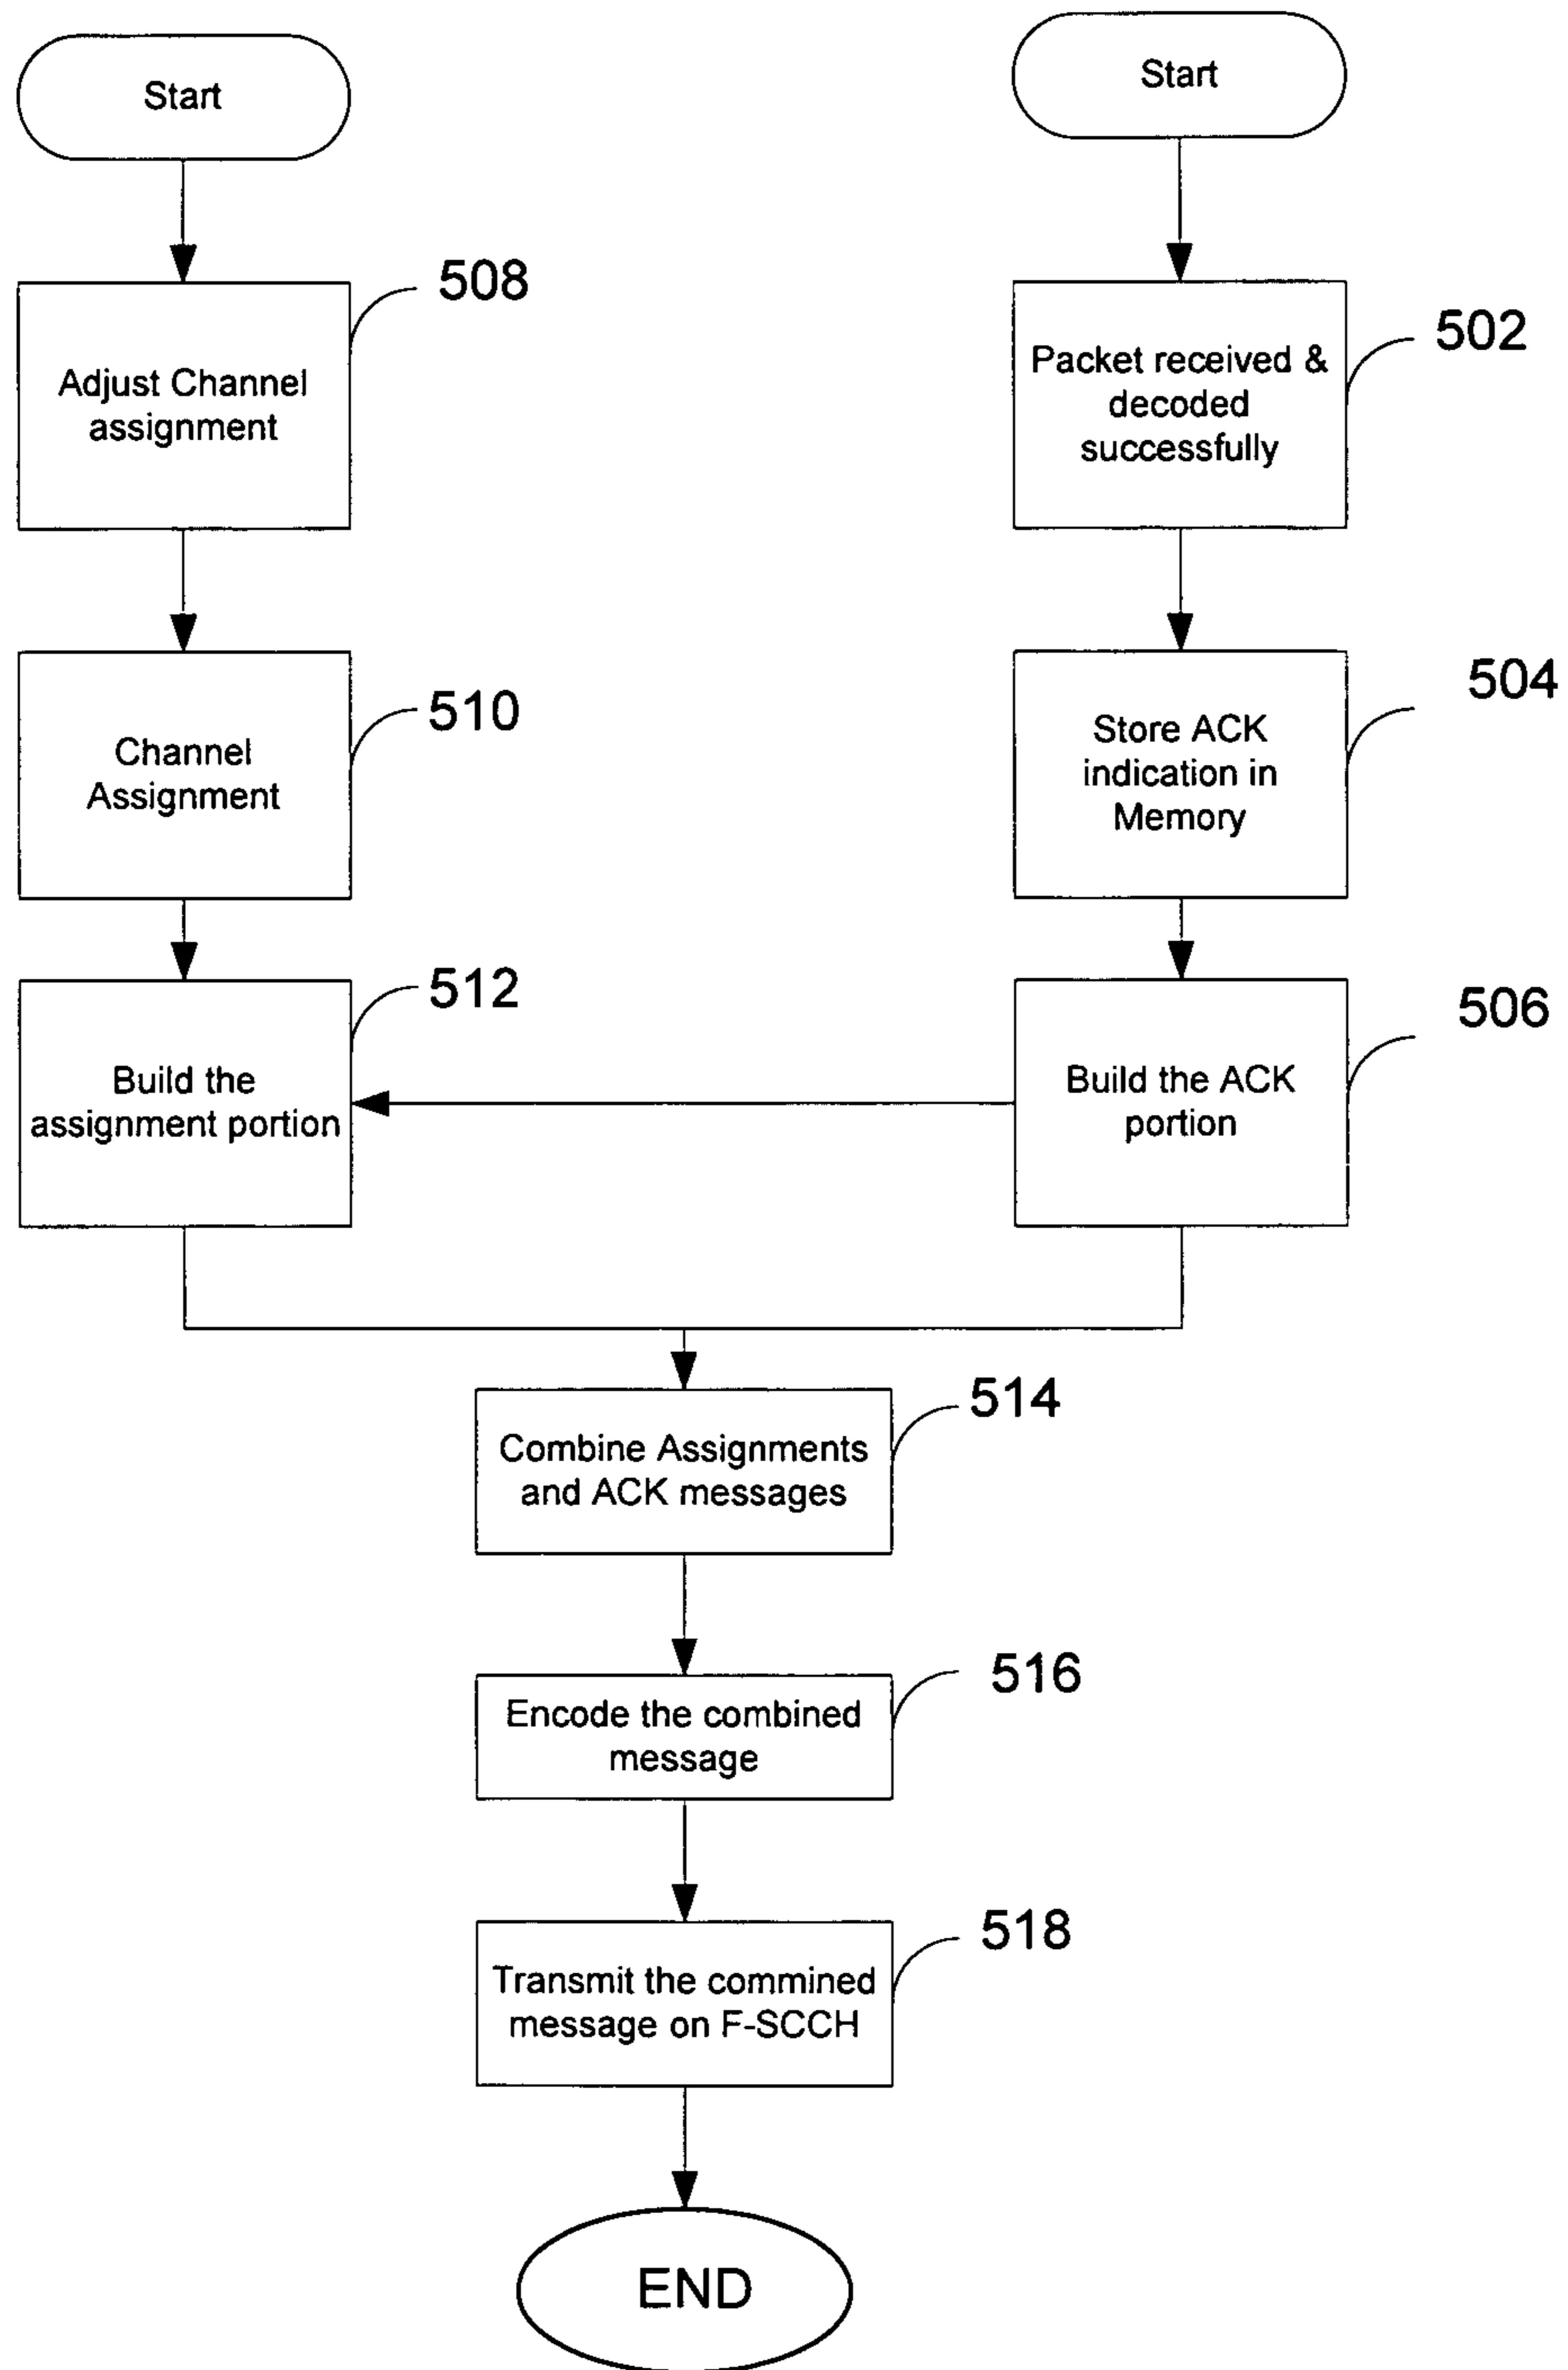 Start
Start
508
Adjust Channel
assignment
502
Packet received &
decoded
successfully
510
Channel
Assignment
504
Store ACK
indication in
Memory
512
Build the
assignment portion
506
Build the ACK
portion
514
Combine Assignments
and ACK messages
516
Encode the combined
message
518
Transmit the commined
message on F-SCCH
END